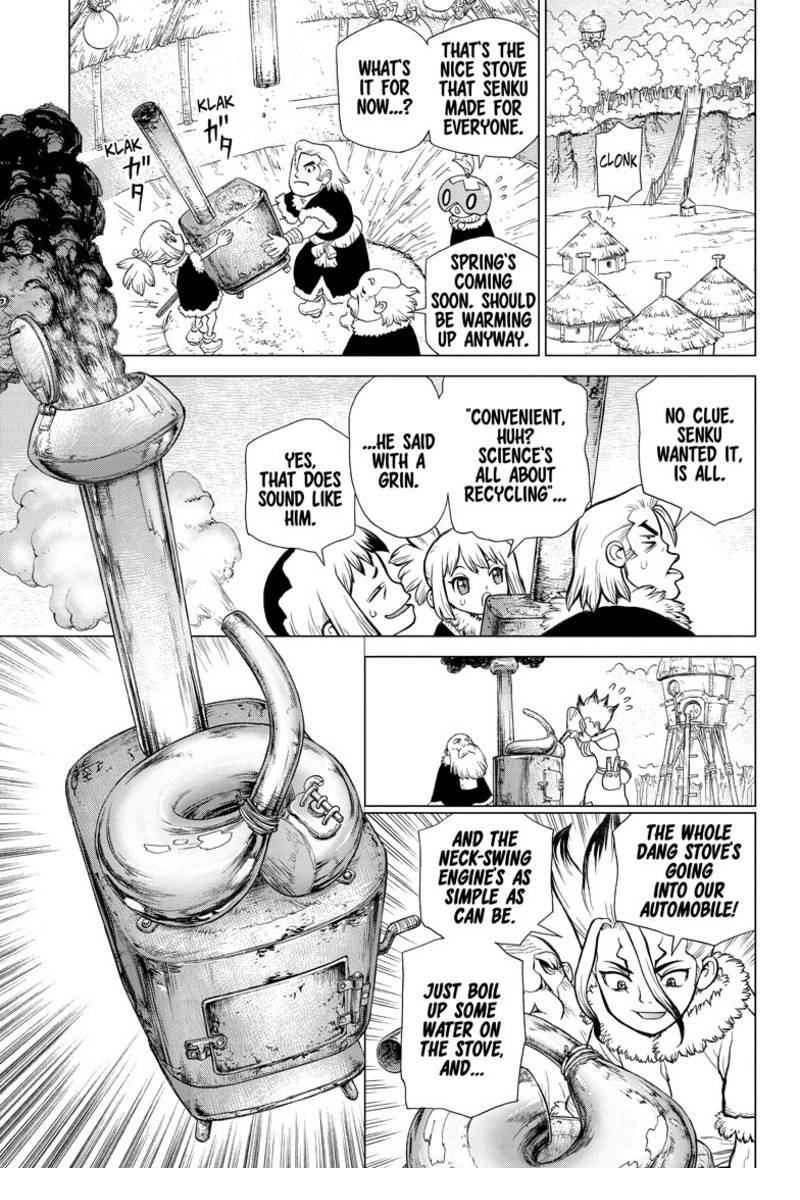 CLONK
THAT'S THE
NICE STOVE
THAT SENKU
MADE FOR
EVERYONE.
WHAT'S
IT FOR
NOW...?
KLAK
ガタ
KLAK
ガタ
SPRING'S
COMING
SOON. SHOULD
BE WARMING
UP ANYWAY.
NO CLUE.
SENKU
WANTED IT,
IS ALL.
"CONVENIENT,
HUH?
SCIENCE'S
ALL ABOUT
RECYCLING"...
...HE SAID
WITH A
GRIN.
YES,
THAT DOES
SOUND LIKE
HIM.
THE WHOLE
DANG STOVE'S
GOING
INTO OUR
AUTOMOBILE!
AND THE
NECK-SWING
ENGINE'S AS
SIMPLE AS
CAN BE.
JUST BOIL
UP SOME
WATER ON
THE STOVE,
AND...